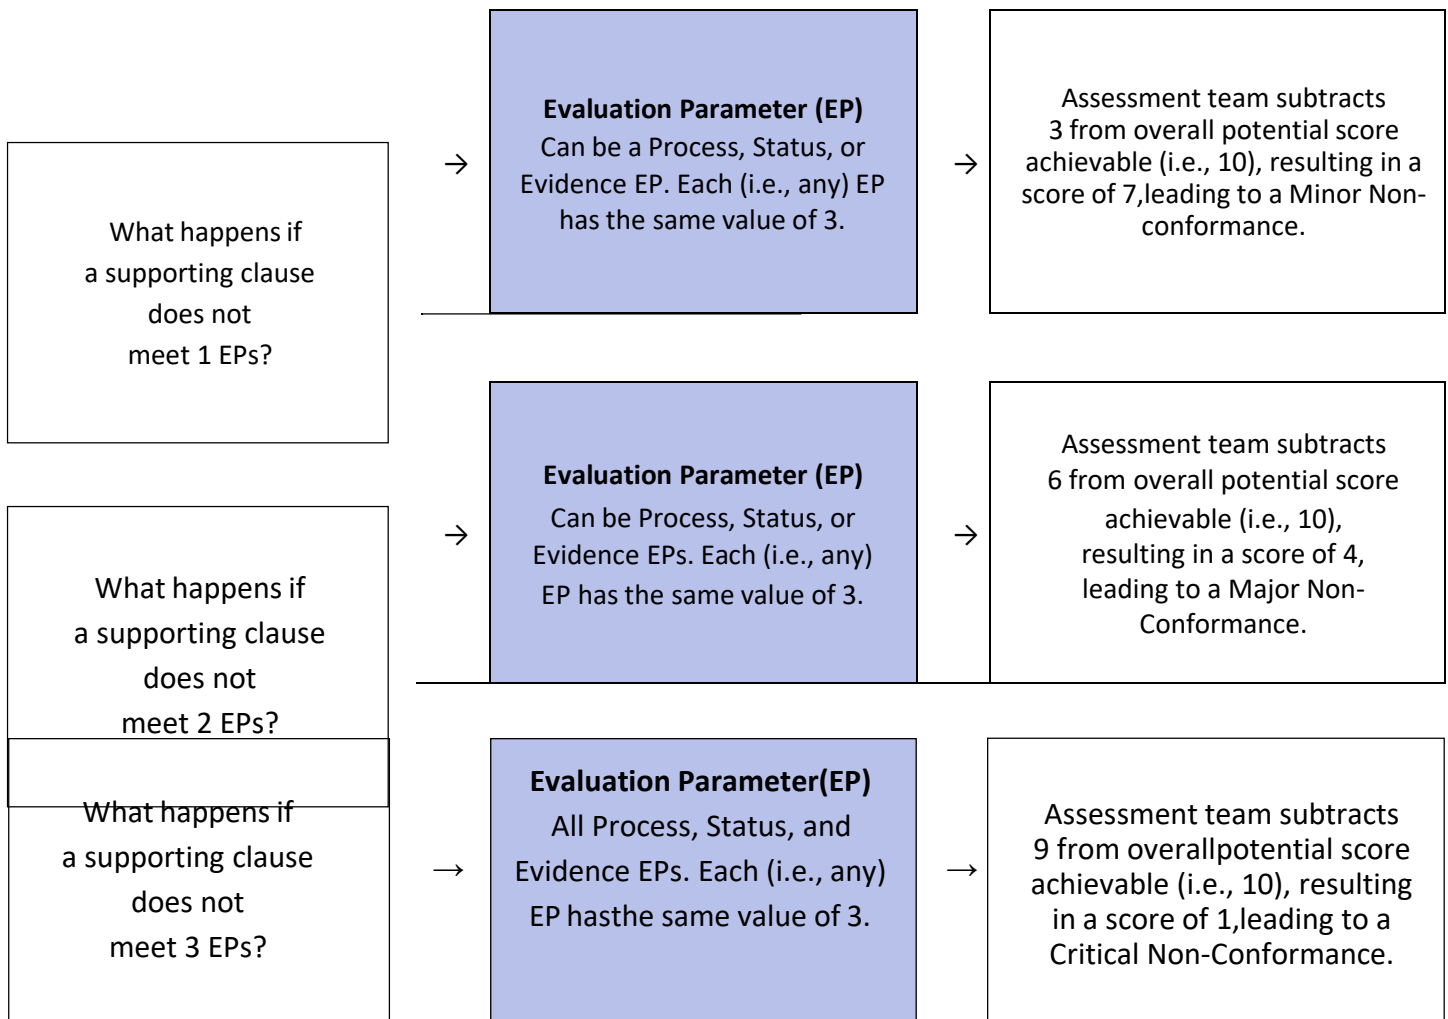 What happens if
a supporting clause
does not
meet 1 EPs?
→
Evaluation Parameter (EP)
Can be a Process, Status, or
Evidence EP. Each (i.e., any) EP
has the same value of 3.
→
Assessment team subtracts
3 from overall potential score
achievable (i.e., 10), resulting in a
score of 7,leading to a Minor Non-
conformance.
What happens if
a supporting clause
does not
meet 2 EPs?
→
Evaluation Parameter (EP)
Can be Process, Status, or
Evidence EPs. Each (i.e., any)
EP has the same value of 3.
→
Assessment team subtracts
6 from overall potential score
achievable (i.e., 10),
resulting in a score of 4,
leading to a Major Non-
Conformance.
What happens if
a supporting clause
does not
meet 3 EPs?
→
Evaluation Parameter(EP)
All Process, Status, and
Evidence EPs. Each (i.e., any)
EP hasthe same value of 3.
→
Assessment team subtracts
9 from overallpotential score
achievable (i.e., 10), resulting
in a score of 1,leading to a
Critical Non-Conformance.